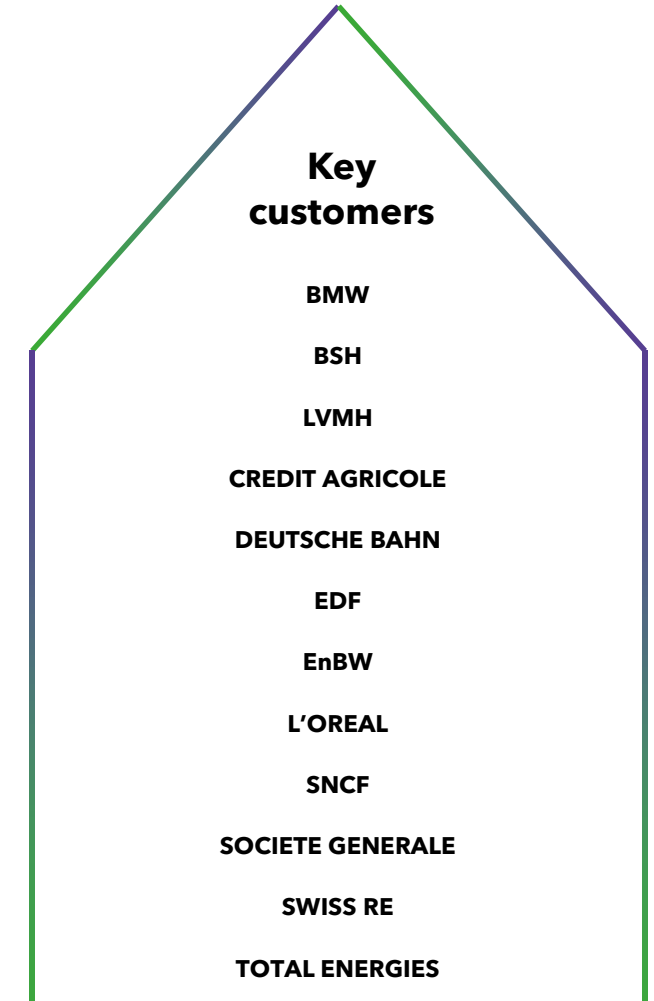 Key
customers
BMW
BSH
LVMH
CREDIT AGRICOLE
DEUTSCHE BAHN
EDF
EnBW
L’OREAL
SNCF
SOCIETE GENERALE
SWISS RE
TOTAL ENERGIES